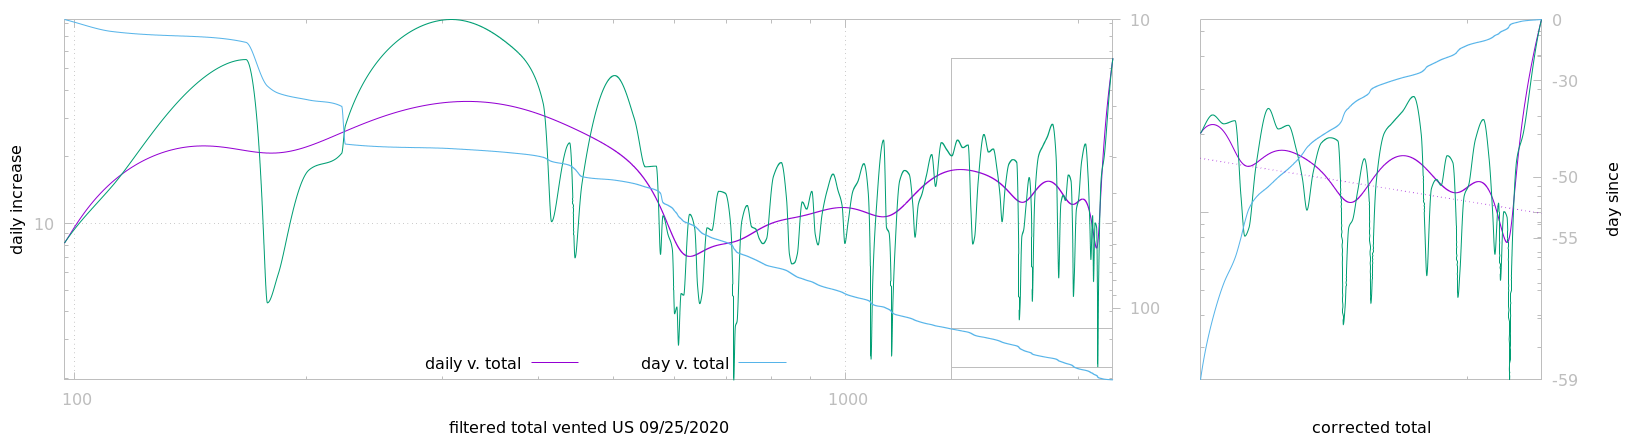 daily increase
10
100
1000
10
100
daily v. total
day v. total
filtered total vented US 09/25/2020
0
-30
-50
-55
-59
day since
corrected total